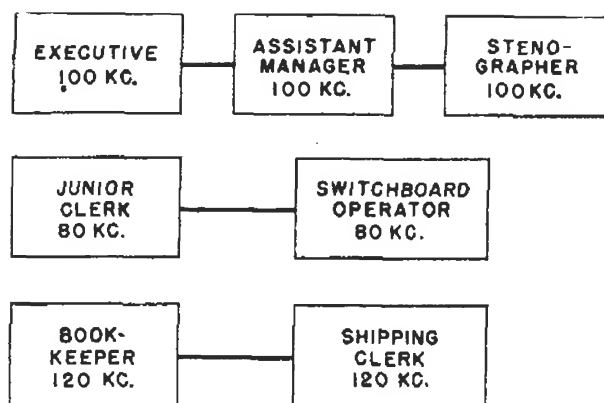 EXECUTIVE
100 KC.
ASSISTANT
MANAGER
100 KC.
STENO-
GRAPHER
100 KC.
JUNIOR
CLERK
80 KC.
SWITCHBOARD
OPERATOR
80 KC.
BOOK-
KEEPER
120 KC.
SHIPPING
CLERK
120 KC.